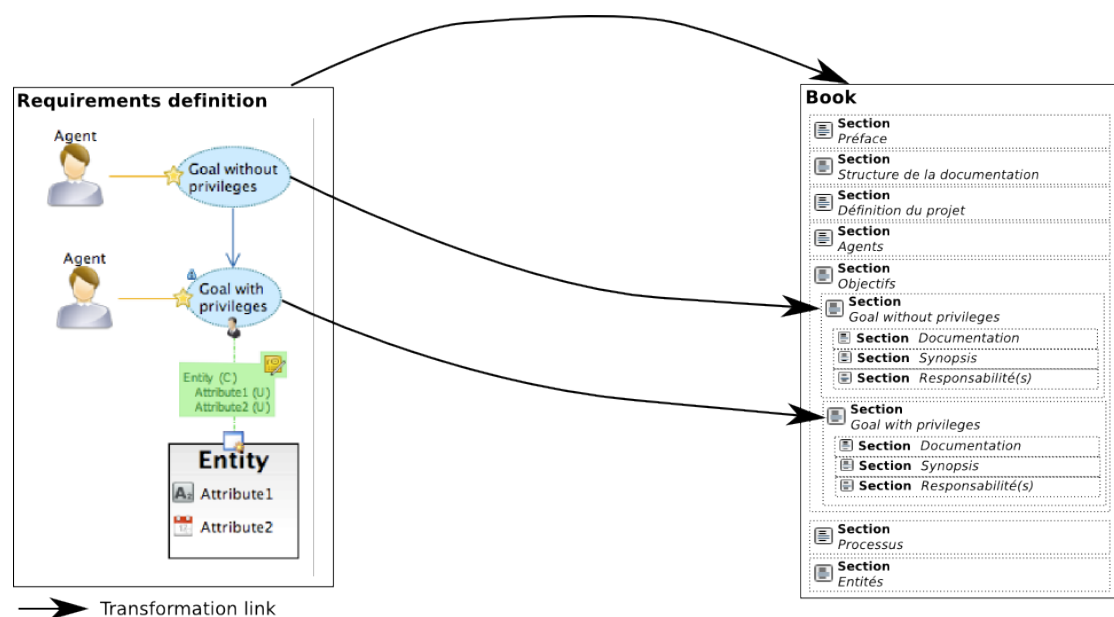 Requirements definition
Agent
Goal without
privileges
Agent
Goal with
privileges
Entity (C)
Attribute1 (U)
Attribute2 (U)
Entity
Attribute1
Attribute2
Transformation link
Book
Section
Préface
Section
Structure de la documentation
Section
Définition du projet
Section
Agents
Section
Objectifs
Section
Goal without privileges
Section Documentation
Section Synopsis
Section Responsabilité(s)
Section
Goal with privileges
Section Documentation
Section Synopsis
Section Responsabilité(s)
Section
Processus
Section
Entités